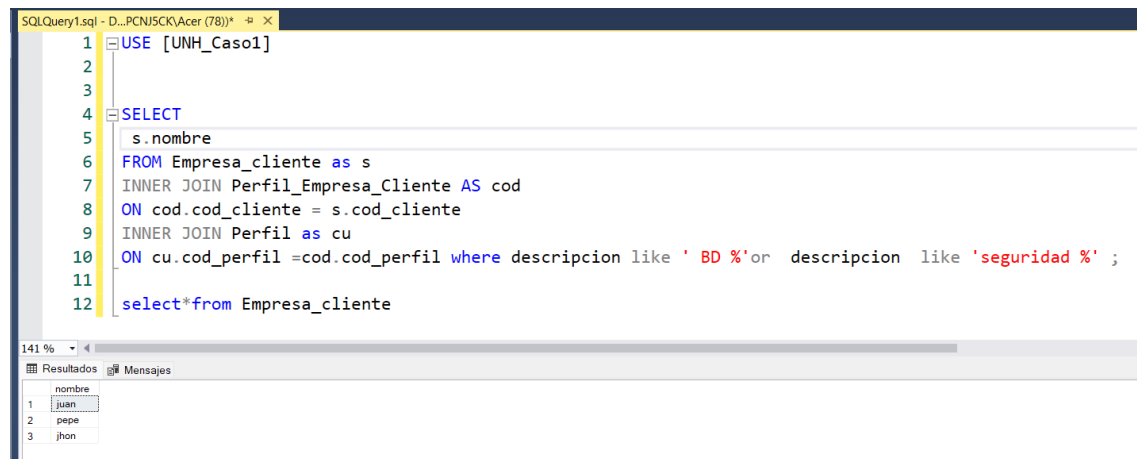 SQLQuery1.sql - D...PCNJ5CK\Acer (78))*
1 USE [UNH_Caso1]
2
3
4 SELECT
5 s.nombre
6 FROM Empresa_cliente as s
7 INNER JOIN Perfil_Empresa_Cliente AS cod
8 ON cod.cod_cliente = s.cod_cliente
9 INNER JOIN Perfil as cu
10 ON cu.cod_perfil =cod.cod_perfil where descripcion like ' BD %'or descripcion like 'seguridad %' ;
11
12 select*from Empresa_cliente
141 %
Resultados Mensajes
nombre
1 juan
2 pepe
3 jhon